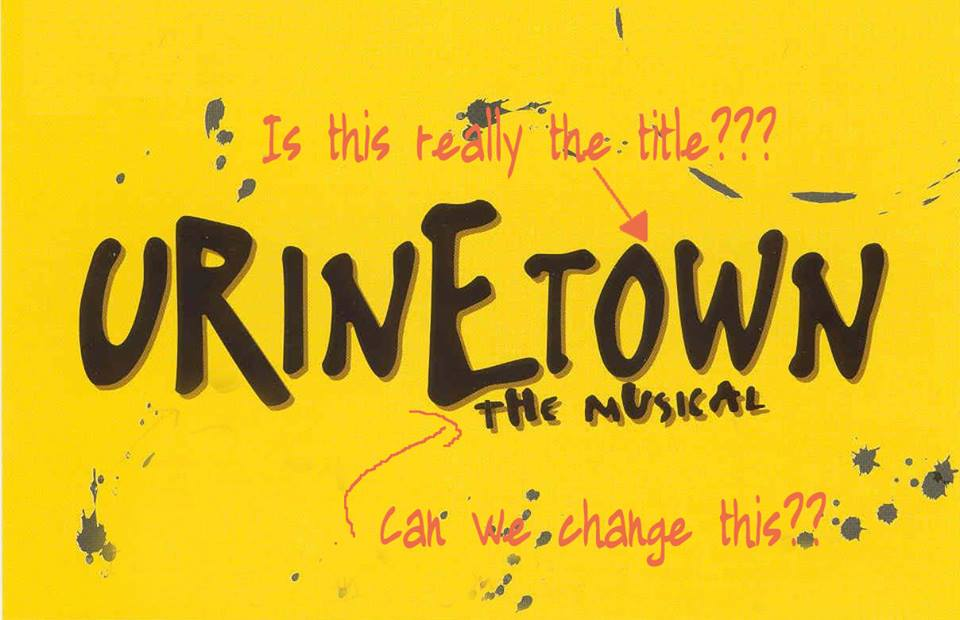 Is this really the title???
URINETOWN
THE MUSICAL
can we change this??